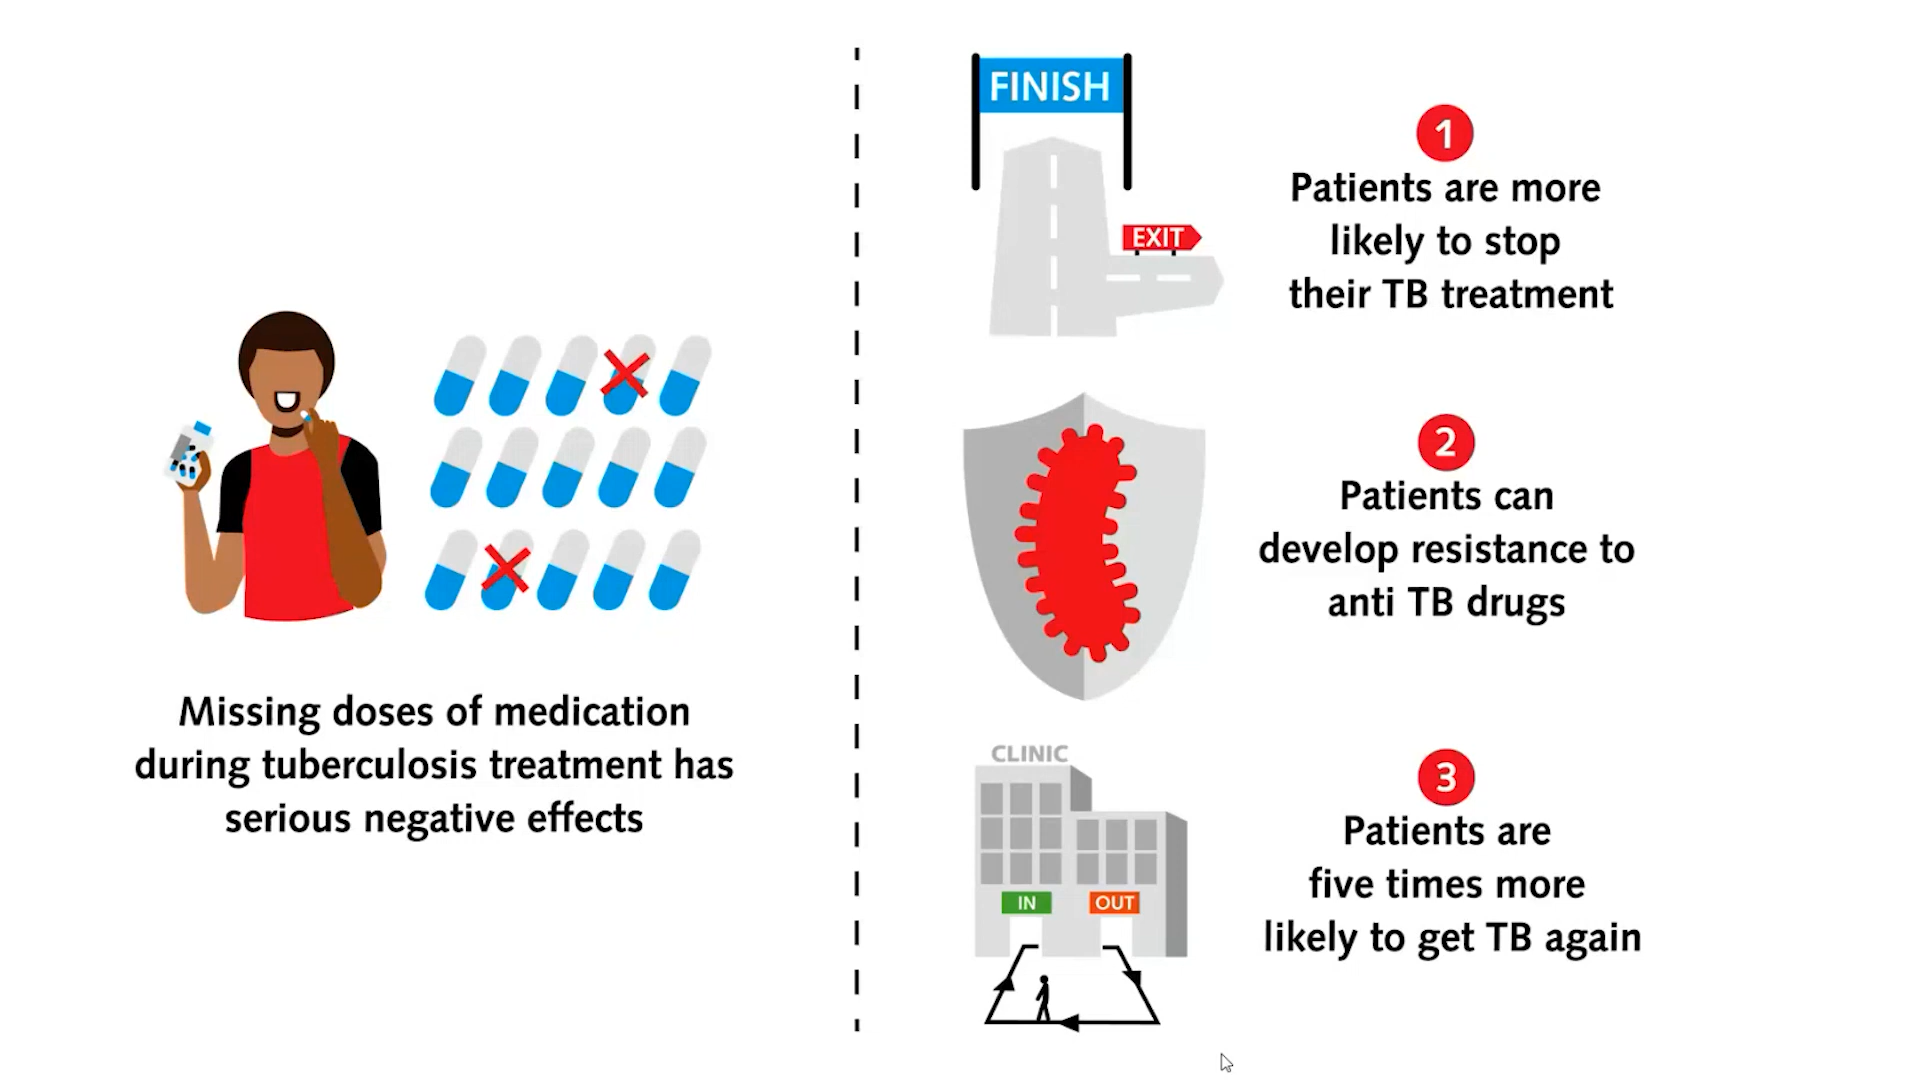 Missing doses of medication
during tuberculosis treatment has
serious negative effects
FINISH
EXIT
1
Patients are more
likely to stop
their TB treatment
2
Patients can
develop resistance to
anti TB drugs
CLINIC
IN
OUT
3
Patients are
five times more
likely to get TB again